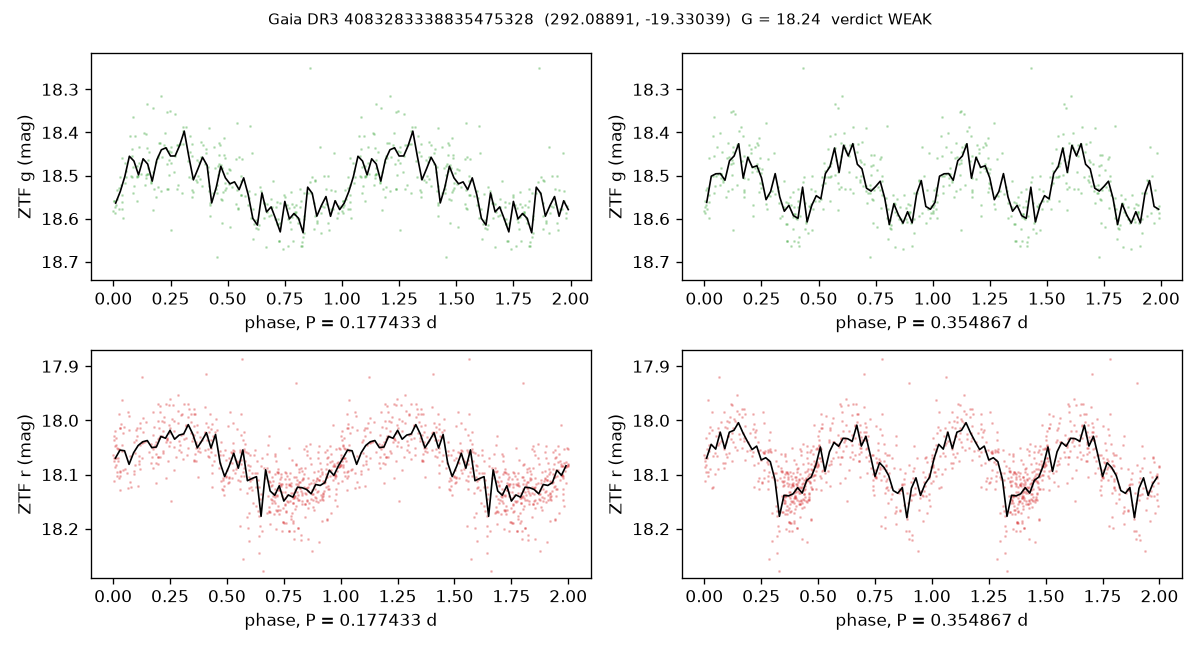 Gaia DR3 4083283338835475328 (292.08891, -19.33039) G = 18.24 verdict WEAK
ZTF g (mag)
18.3
18.4
18.5
18.6
18.7
0.00 0.25 0.50 0.75 1.00 1.25 1.50 1.75 2.00
phase, P = 0.177433 d
ZTF g (mag)
18.3
18.4
18.5
18.6
18.7
0.00 0.25 0.50 0.75 1.00 1.25 1.50 1.75 2.00
phase, P = 0.354867 d
ZTF r (mag)
17.9
18.0
18.1
18.2
0.00 0.25 0.50 0.75 1.00 1.25 1.50 1.75 2.00
phase, P = 0.177433 d
ZTF r (mag)
17.9
18.0
18.1
18.2
0.00 0.25 0.50 0.75 1.00 1.25 1.50 1.75 2.00
phase, P = 0.354867 d